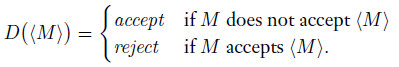 D(⟨M⟩) = { accept if M does not accept ⟨M⟩
reject if M accepts ⟨M⟩.